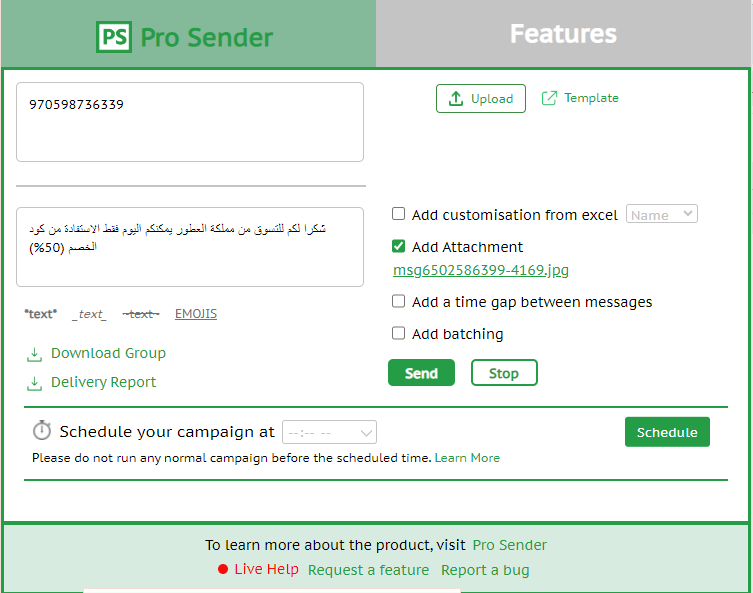 PS Pro Sender
Features
970598736339
Upload
Template
شكرا لكم للتسوق من مملكة العطور يمكنكم اليوم فقط الاستفادة من كود
الخصم (50%)
Add customisation from excel Name
Add Attachment
msg6502586399-4169.jpg
*text* _text_ ~text~ EMOJIS
Add a time gap between messages
Add batching
Download Group
Delivery Report
Send Stop
Schedule your campaign at --:-- -- Schedule
Please do not run any normal campaign before the scheduled time. Learn More
To learn more about the product, visit Pro Sender
Live Help Request a feature Report a bug